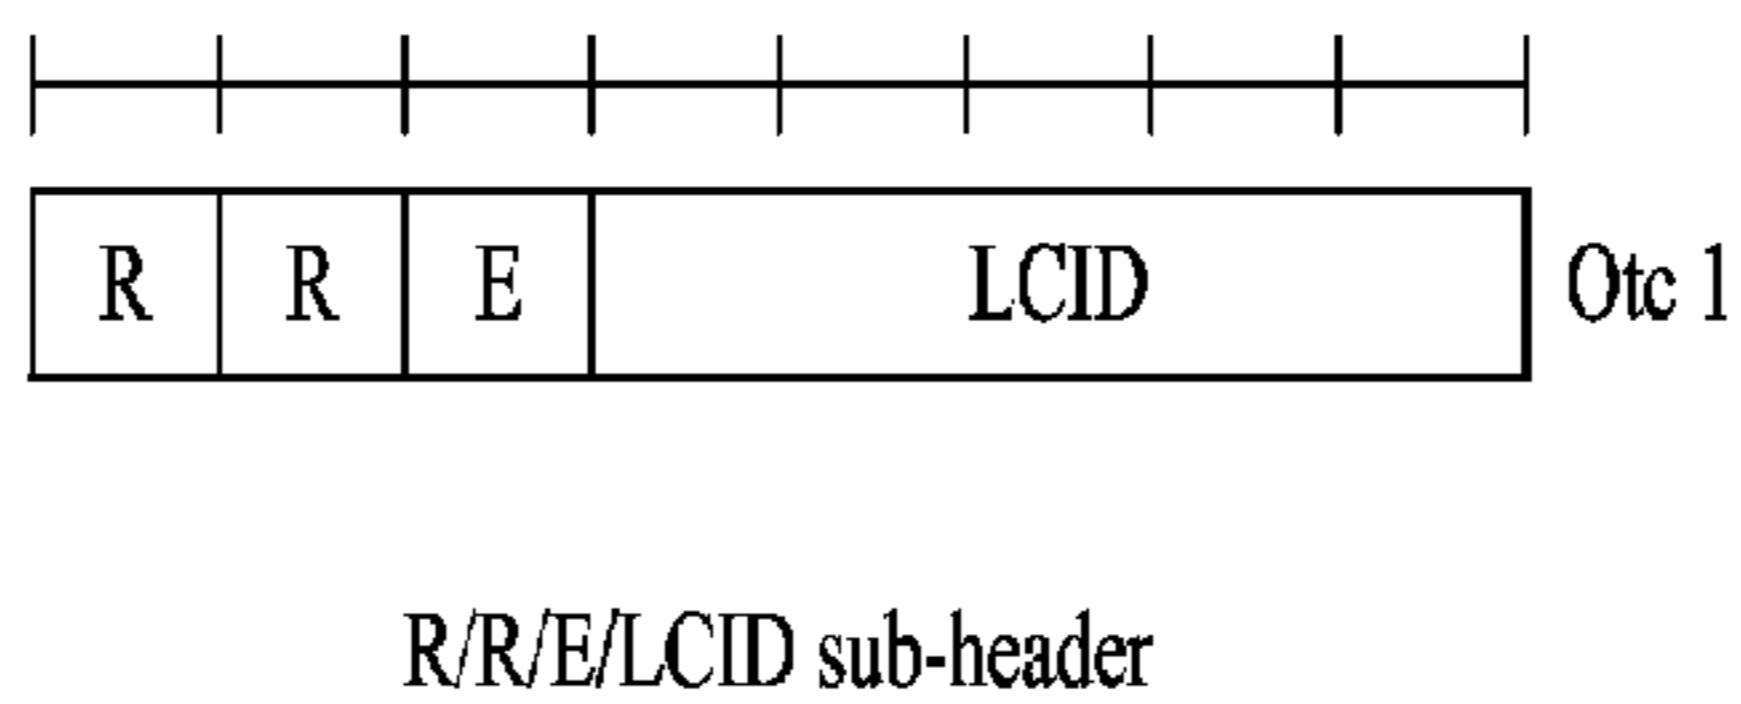 R R E LCID Otc 1
R/R/E/LCID sub-header